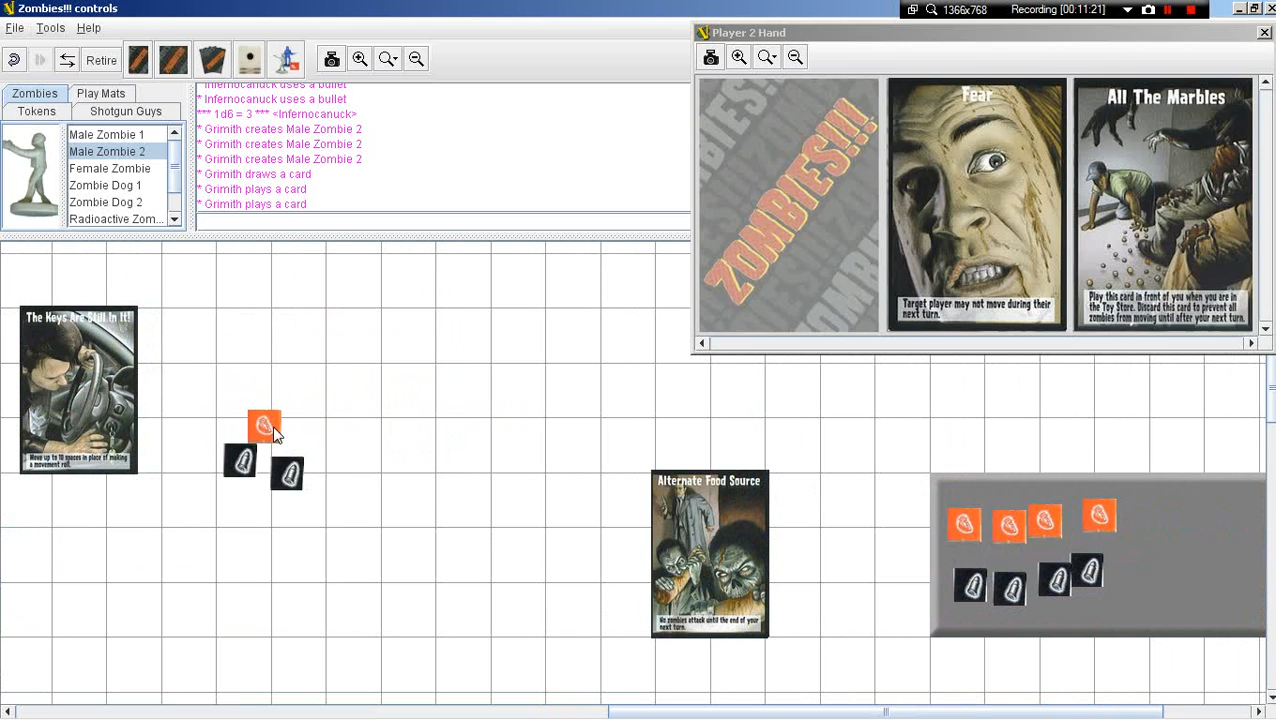 Zombies!!! controls
1366x768
Recording [00:11:21]
File Tools Help
Retire
Player 2 Hand
Zombies
Play Mats
Tokens
Shotgun Guys
Male Zombie 1
Male Zombie 2
Female Zombie
Zombie Dog 1
Zombie Dog 2
Radioactive Zom...
* Infernocanuck uses a bullet
* Infernocanuck uses a bullet
*** 1d6 = 3 *** <Infernocanuck>
* Grimith creates Male Zombie 2
* Grimith creates Male Zombie 2
* Grimith creates Male Zombie 2
* Grimith draws a card
* Grimith plays a card
* Grimith plays a card
ZOMBIES!!!
Fear
Target player may not move during their
next turn.
All The Marbles
Play this card in front of you when you are
in the Toy Store. Discard this card to prevent all
zombies from moving until after your next turn.
The Keys Are Still In It!
Move up to 10 spaces in place of making
a movement roll.
Alternate Food Source
No zombies attack until the end of your
next turn.